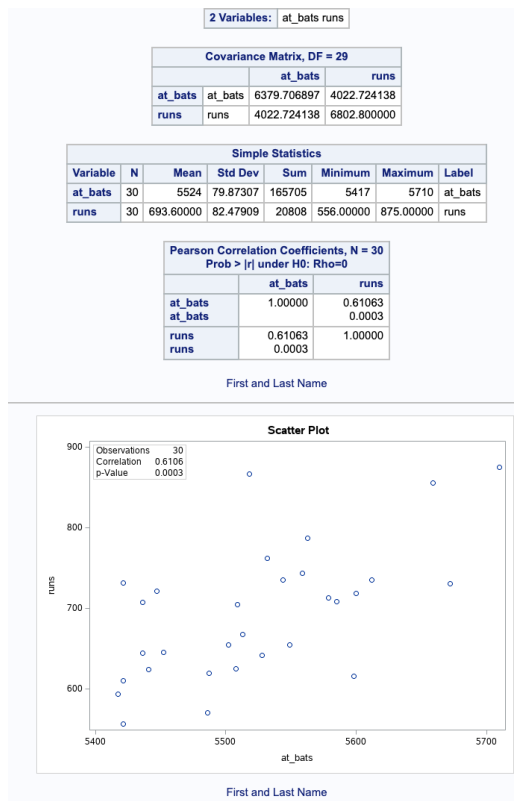 2 Variables: at_bats runs
Covariance Matrix, DF = 29
at_bats runs
at_bats at_bats 6379.706897 4022.724138
runs runs 4022.724138 6802.800000
Simple Statistics
Variable N Mean Std Dev Sum Minimum Maximum Label
at_bats 30 5524 79.87307 165705 5417 5710 at_bats
runs 30 693.60000 82.47909 20808 556.00000 875.00000 runs
Pearson Correlation Coefficients, N = 30
Prob > |r| under H0: Rho=0
at_bats runs
at_bats 1.00000 0.61063
at_bats 0.0003
runs 0.61063 1.00000
runs 0.0003
First and Last Name
Scatter Plot
Observations 30
Correlation 0.6106
p-Value 0.0003
900
800
700
600
runs
5400 5500 5600 5700
at_bats
First and Last Name